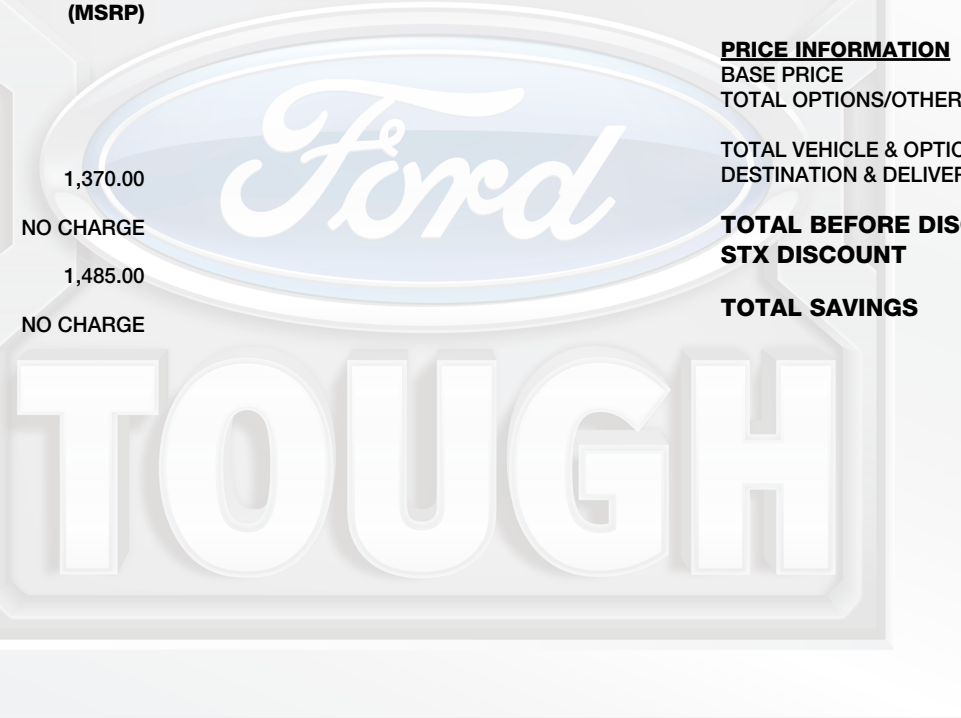 (MSRP)
1,370.00
NO CHARGE
1,485.00
NO CHARGE
PRICE INFORMATION
BASE PRICE
TOTAL OPTIONS/OTHER
TOTAL VEHICLE & OPTIO
DESTINATION & DELIVER
TOTAL BEFORE DISC
STX DISCOUNT
TOTAL SAVINGS
Ford
TOUGH